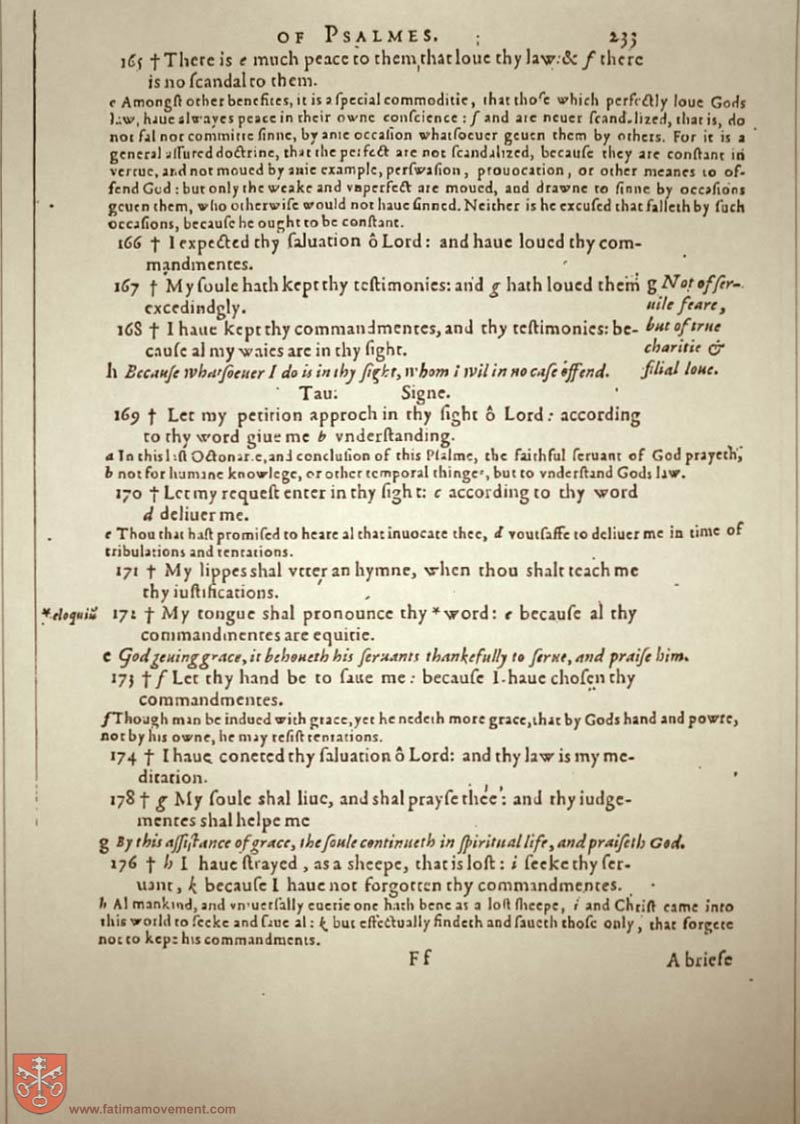 OF PSALMES. 233
165 † There is e much peace to them, that loue thy law: & f there
is no ſcandal to them.
e Amongſt other benefites, it is a ſpecial commoditie, that thoſe which perfectly loue Gods
law, haue alwayes peace in their owne conſcience: f and are neuer ſcandalized, that is, do
not fal nor committe ſinne, by anie occaſion whatſoeuer geuen them by others. For it is a
general aſſured doctrine, that the perfect are not ſcandalized, becauſe they are conſtant in
vertue, and not moued by anie example, perſwaſion, prouocation, or other meanes to of-
fend God: but only the weake and vnperfect are moued, and drawne to ſinne by occaſions
geuen them, who otherwiſe would not haue ſinned. Neither is he excuſed that falleth by ſuch
occaſions, becauſe he ought to be conſtant.
166 † I expected thy ſaluation ô Lord: and haue loued thy com-
mandmentes.
167 † My ſoule hath kept thy teſtimonies: and g hath loued them
excedingly.
g Not of ſer-
uile feare,
but of true
charitie &
filial loue.
168 † I haue kept thy commandmentes, and thy teſtimonies: be-
cauſe al my waies are in thy ſight.
h Becauſe whatſoeuer I do is in thy ſight, whom i wil in no caſe offend.
Tau: Signe.
169 † Let my petition approch in thy ſight ô Lord: according
to thy word giue me b vnderſtanding.
a In this laſt Octonarie, and concluſion of this Pſalme, the faithful ſeruant of God prayeth,
b not for humane knowlege, or other temporal thinges, but to vnderſtand Gods law.
170 † Let my requeſt enter in thy ſight: c according to thy word
d deliuer me.
c Thou that haſt promiſed to heare al that inuocate thee, d voutſaffe to deliuer me in time of
tribulations and tentations.
171 † My lippes shal vtter an hymne, when thou shalt teach me
thy iuſtifications.
*eloquiũ 172 † My tongue shal pronounce thy * word: e becauſe al thy
commandmentes are equitie.
e God geuing grace, it behoueth his ſeruants thankefully to ſerue, and praiſe him.
173 † f Let thy hand be to ſaue me: becauſe I haue choſen thy
commandmentes.
f Though man be indued with grace, yet he nedeth more grace, that by Gods hand and powre,
not by his owne, he may reſiſt tentations.
174 † I haue coneted thy ſaluation ô Lord: and thy law is my me-
ditation.
178 † g My ſoule shal liue, and shal prayſe thee: and thy iudge-
mentes shal helpe me
g By this aſſiſtance of grace, the ſoule continueth in ſpiritual life, and praiſeth God.
176 † h I haue ſtrayed, as a sheepe, that is loſt: i ſeeke thy ſer-
uant, k becauſe I haue not forgotten thy commandmentes.
h Al mankind, and vniuerſally euerie one hath bene as a loſt sheepe, i and Chriſt came into
this world to ſeeke and ſaue al: k but effectually findeth and ſaueth thoſe only, that forgete
not to kepe his commandments.
Ff A briefe
www.fatimamovement.com